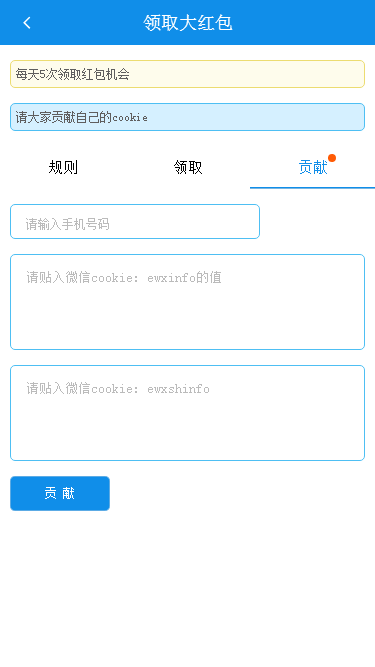 领取大红包
每天5次领取红包机会
请大家贡献自己的cookie
规则 领取 贡献
请输入手机号码
请贴入微信cookie：ewxinfo的值
请贴入微信cookie：ewxshinfo
贡 献